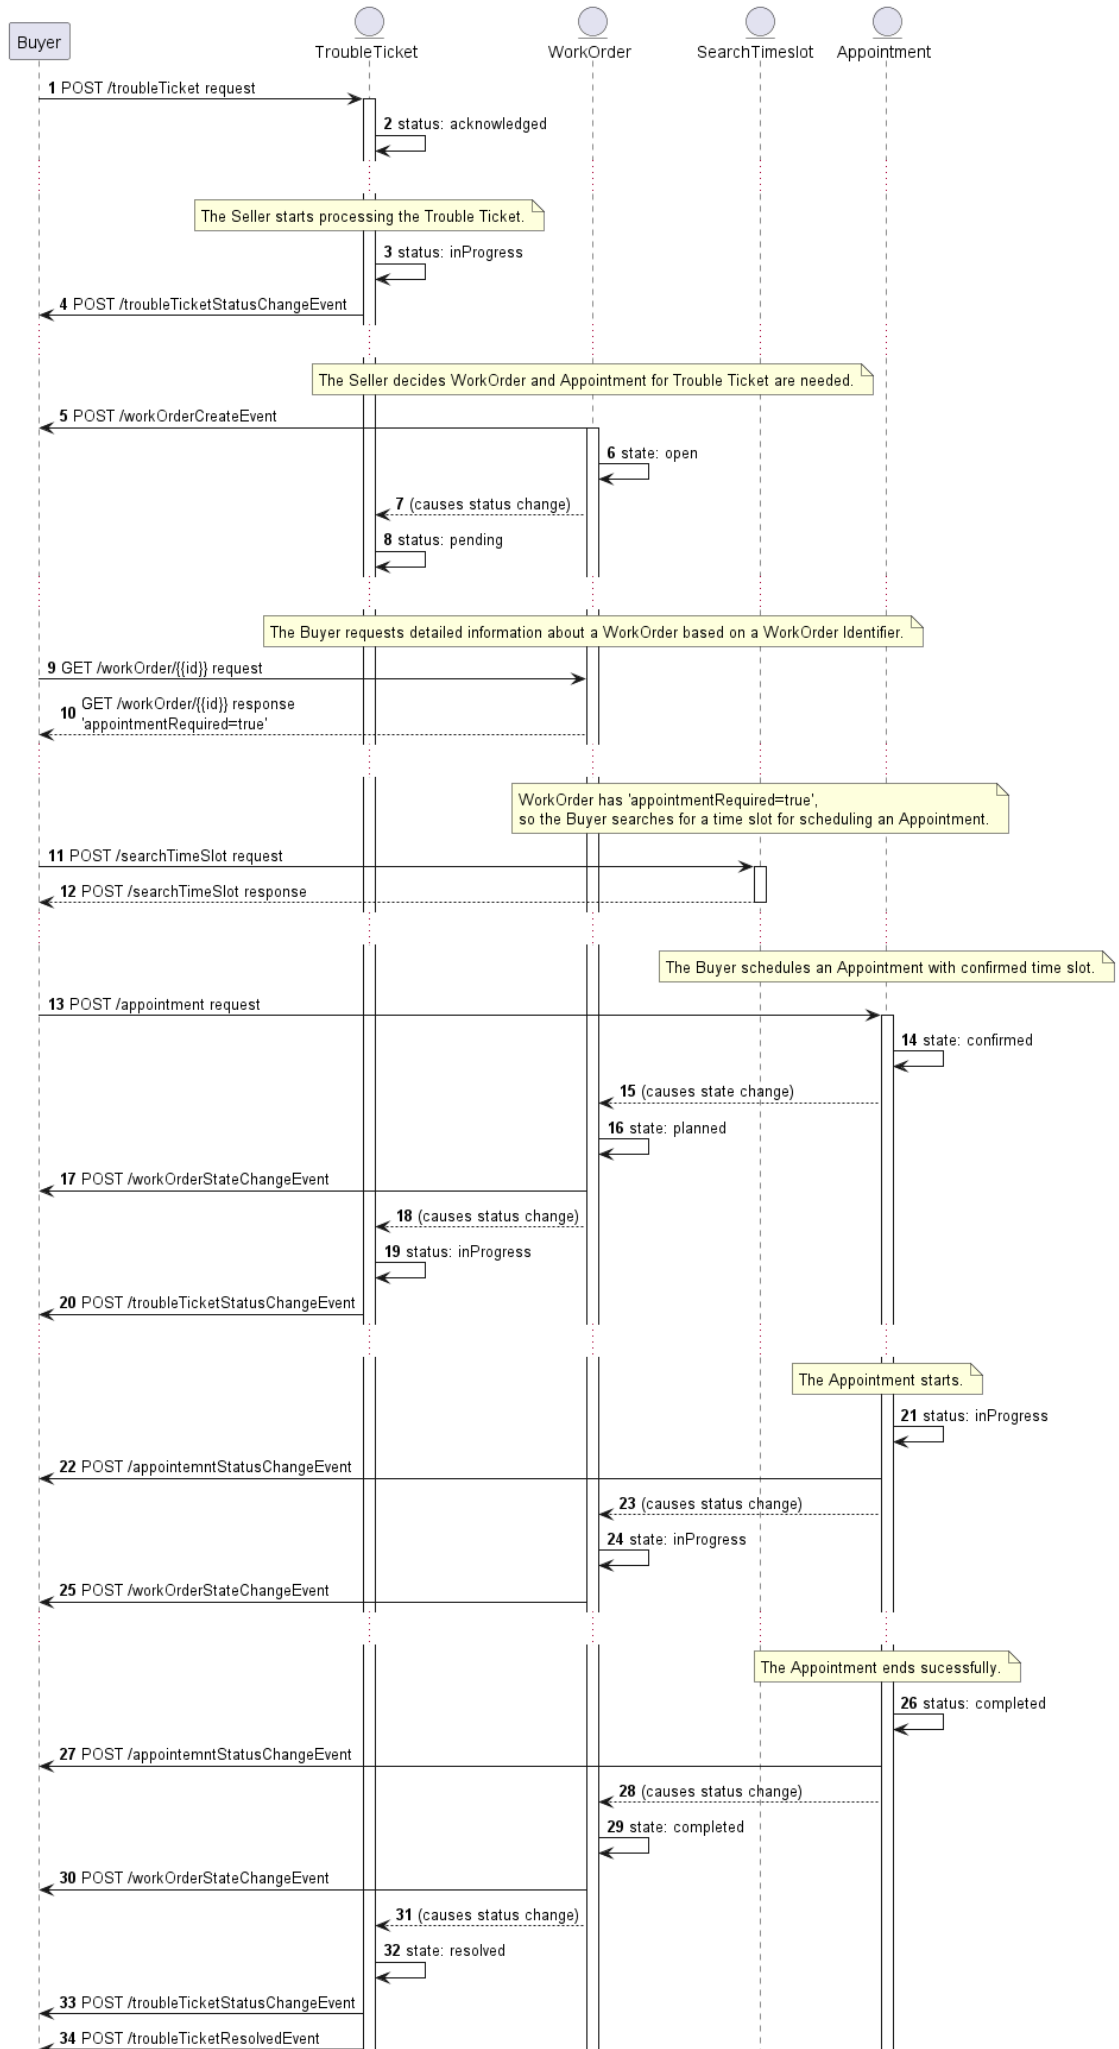 Buyer
TroubleTicket
WorkOrder
SearchTimeslot
Appointment
1 POST /troubleTicket request
2 status: acknowledged
The Seller starts processing the Trouble Ticket.
3 status: inProgress
4 POST /troubleTicketStatusChangeEvent
The Seller decides WorkOrder and Appointment for Trouble Ticket are needed.
5 POST /workOrderCreateEvent
6 state: open
7 (causes status change)
8 status: pending
The Buyer requests detailed information about a WorkOrder based on a WorkOrder Identifier.
9 GET /workOrder/{{id}} request
10 GET /workOrder/{{id}} response
'appointmentRequired=true'
WorkOrder has 'appointmentRequired=true',
so the Buyer searches for a time slot for scheduling an Appointment.
11 POST /searchTimeSlot request
12 POST /searchTimeSlot response
The Buyer schedules an Appointment with confirmed time slot.
13 POST /appointment request
14 state: confirmed
15 (causes state change)
16 state: planned
17 POST /workOrderStateChangeEvent
18 (causes status change)
19 status: inProgress
20 POST /troubleTicketStatusChangeEvent
The Appointment starts.
21 status: inProgress
22 POST /appointemntStatusChangeEvent
23 (causes status change)
24 state: inProgress
25 POST /workOrderStateChangeEvent
The Appointment ends sucessfully.
26 status: completed
27 POST /appointemntStatusChangeEvent
28 (causes status change)
29 state: completed
30 POST /workOrderStateChangeEvent
31 (causes status change)
32 state: resolved
33 POST /troubleTicketStatusChangeEvent
34 POST /troubleTicketResolvedEvent